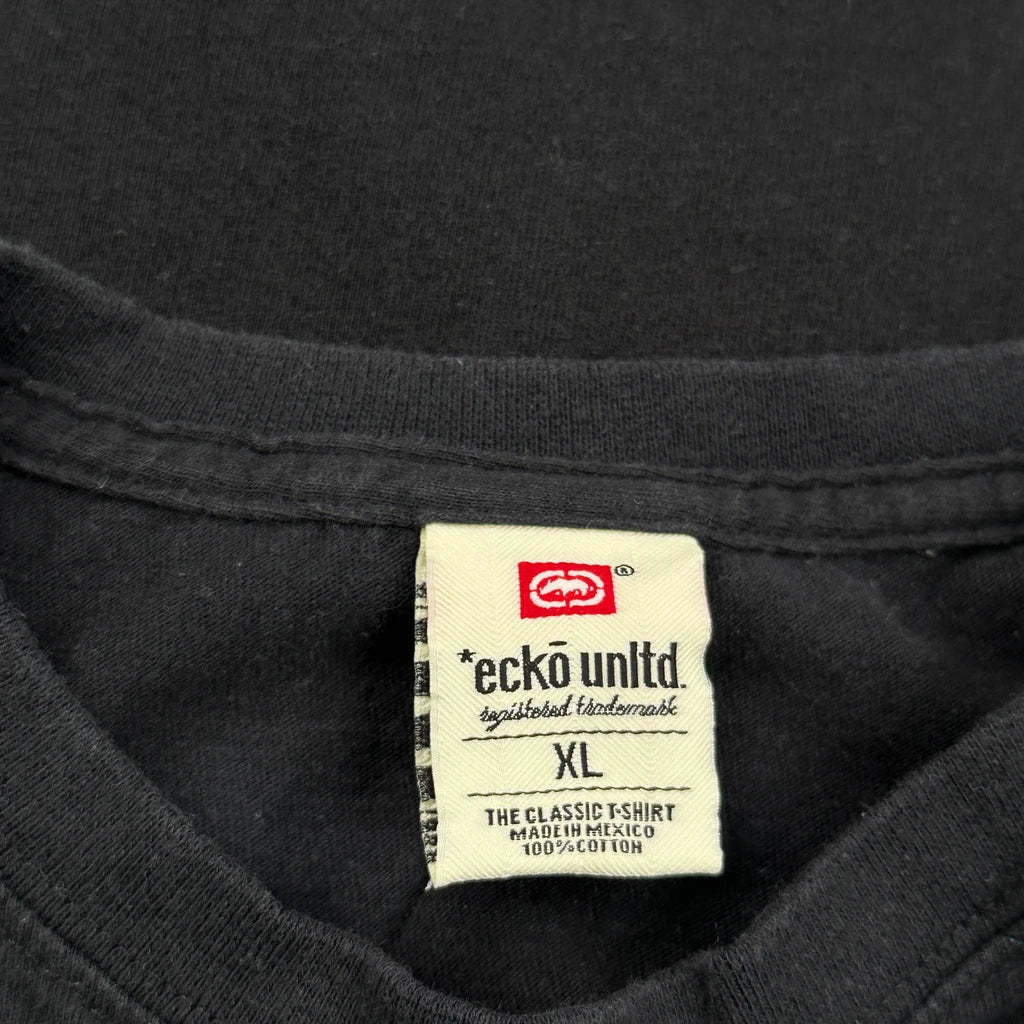 ®
*eckō unltd.
registered trademark
XL
THE CLASSIC T-SHIRT
MADE IN MEXICO
100% COTTON